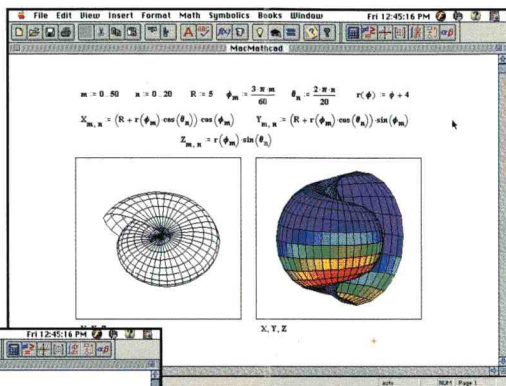 File Edit View Insert Format Math Symbolics Books Window Fri 12:45:16 PM
MacMathcad
m := 0..50 n := 0..20 R := 5 ϕₘ := 3·π·m/60 θₙ := 2·π·n/20 r(ϕ) := ϕ + 4
Xₘ,ₙ := (R + r(ϕₘ)·cos(θₙ))·cos(ϕₘ) Yₘ,ₙ := (R + r(ϕₘ)·cos(θₙ))·sin(ϕₘ)
Zₘ,ₙ := r(ϕₘ)·sin(θₙ)
X, Y, Z
auto NUM Page 1
Fri 12:45:16 PM